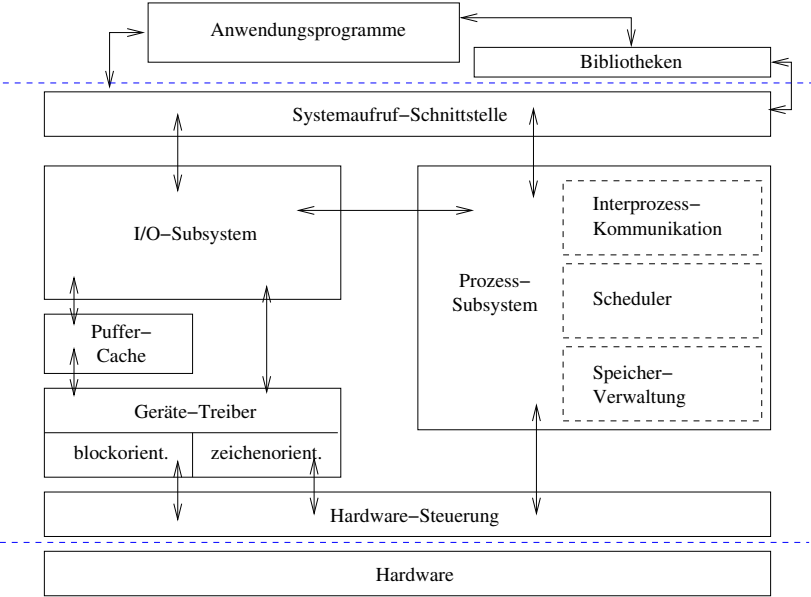 Anwendungsprogramme
Bibliotheken
Systemaufruf−Schnittstelle
I/O−Subsystem
Interprozess−
Kommunikation
Prozess−
Subsystem
Scheduler
Puffer−
Cache
Speicher−
Verwaltung
Geräte−Treiber
blockorient.
zeichenorient.
Hardware−Steuerung
Hardware